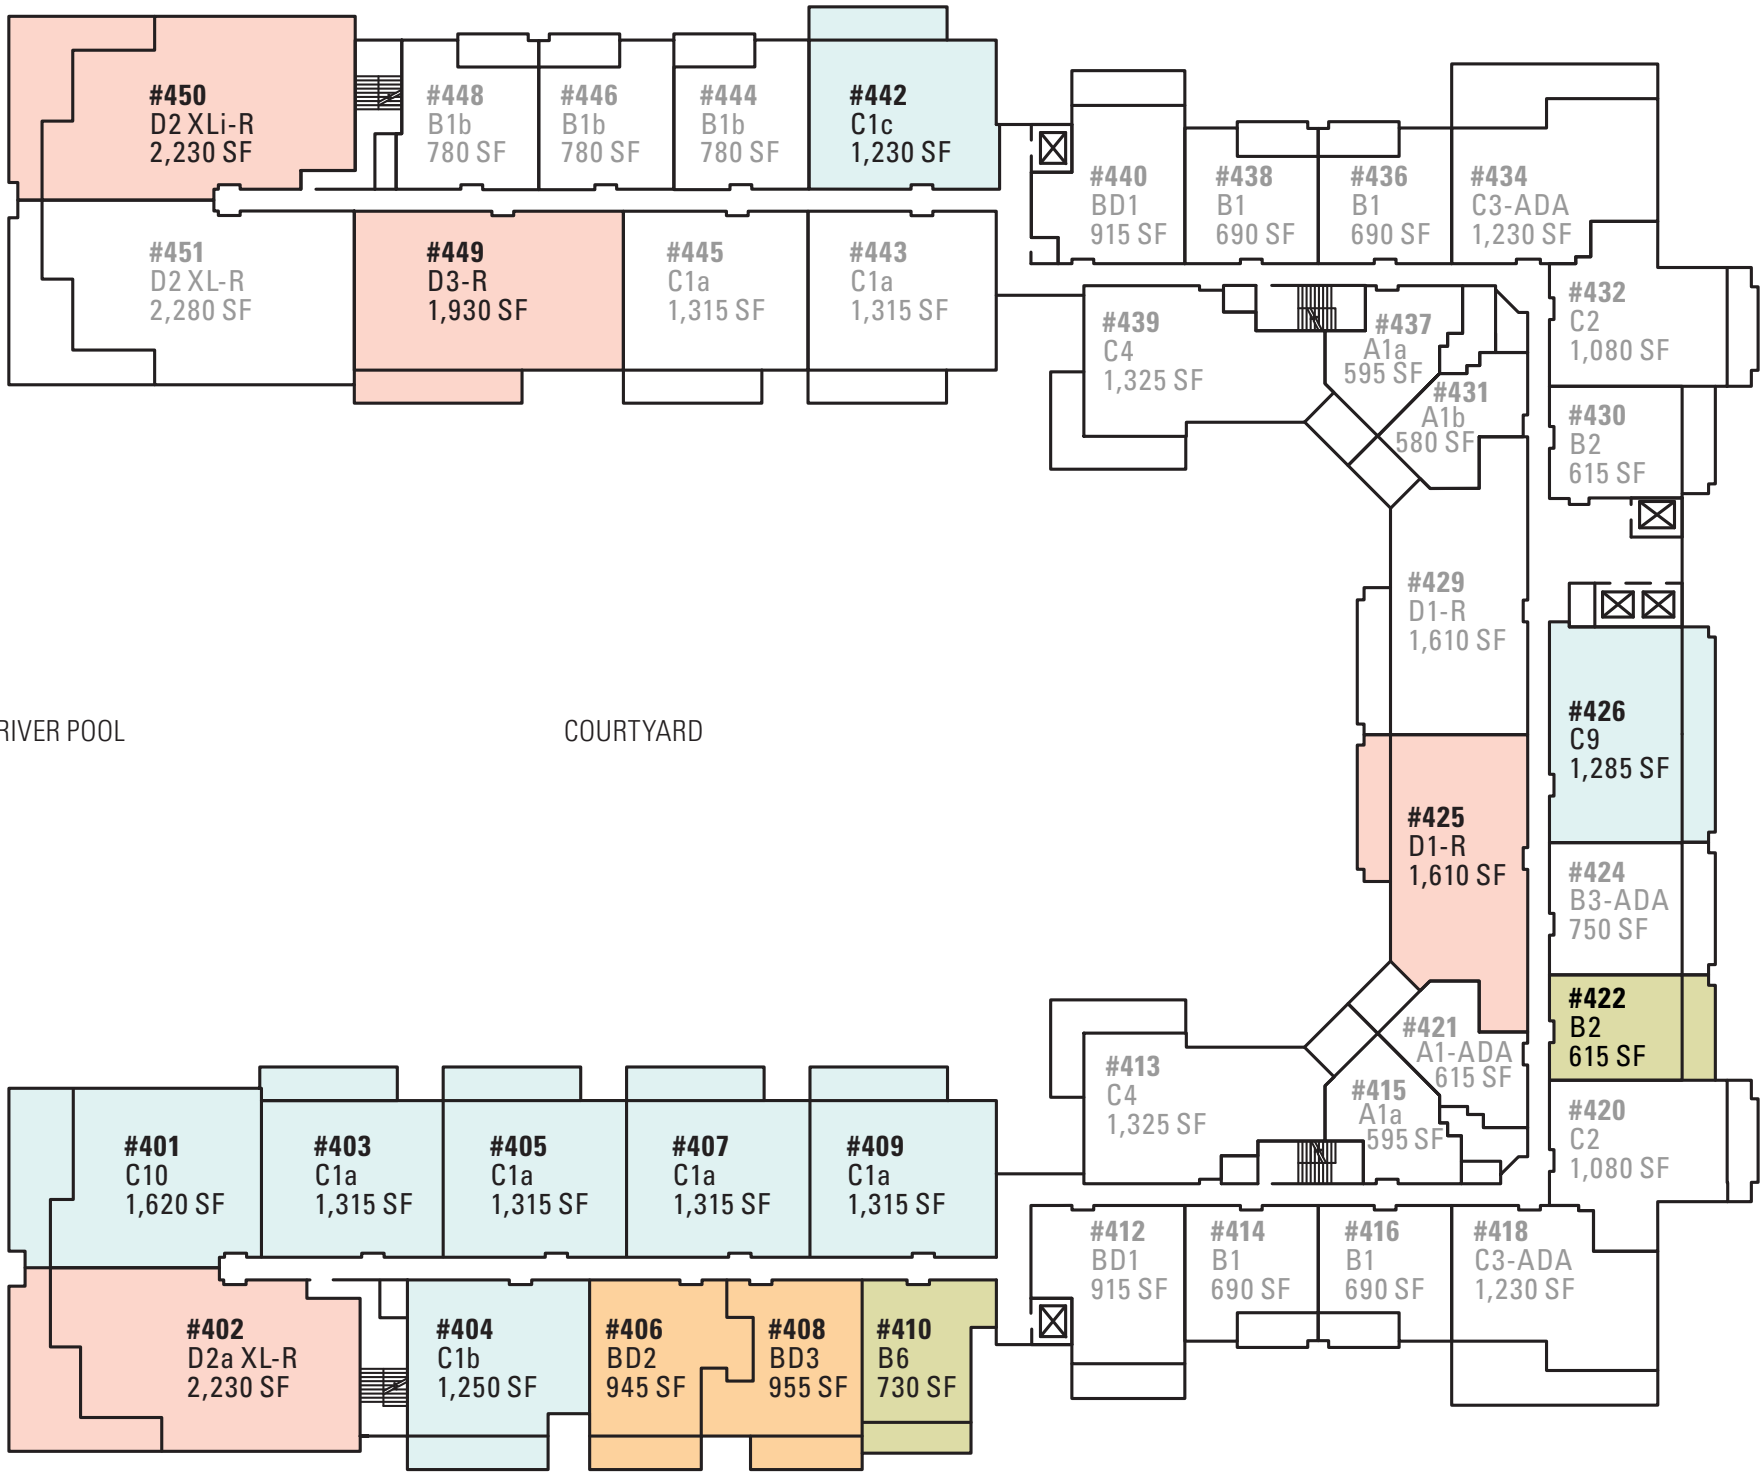 #450
D2 XLi-R
2,230 SF
#448
B1b
780 SF
#446
B1b
780 SF
#444
B1b
780 SF
#442
C1c
1,230 SF
#440
BD1
915 SF
#438
B1
690 SF
#436
B1
690 SF
#434
C3-ADA
1,230 SF
#451
D2 XL-R
2,280 SF
#449
D3-R
1,930 SF
#445
C1a
1,315 SF
#443
C1a
1,315 SF
#439
C4
1,325 SF
#437
A1a
595 SF
#431
A1b
580 SF
#432
C2
1,080 SF
#430
B2
615 SF
#429
D1-R
1,610 SF
RIVER POOL
COURTYARD
#426
C9
1,285 SF
#425
D1-R
1,610 SF
#424
B3-ADA
750 SF
#422
B2
615 SF
#421
A1-ADA
615 SF
#413
C4
1,325 SF
#415
A1a
595 SF
#420
C2
1,080 SF
#401
C10
1,620 SF
#403
C1a
1,315 SF
#405
C1a
1,315 SF
#407
C1a
1,315 SF
#409
C1a
1,315 SF
#412
BD1
915 SF
#414
B1
690 SF
#416
B1
690 SF
#418
C3-ADA
1,230 SF
#402
D2a XL-R
2,230 SF
#404
C1b
1,250 SF
#406
BD2
945 SF
#408
BD3
955 SF
#410
B6
730 SF